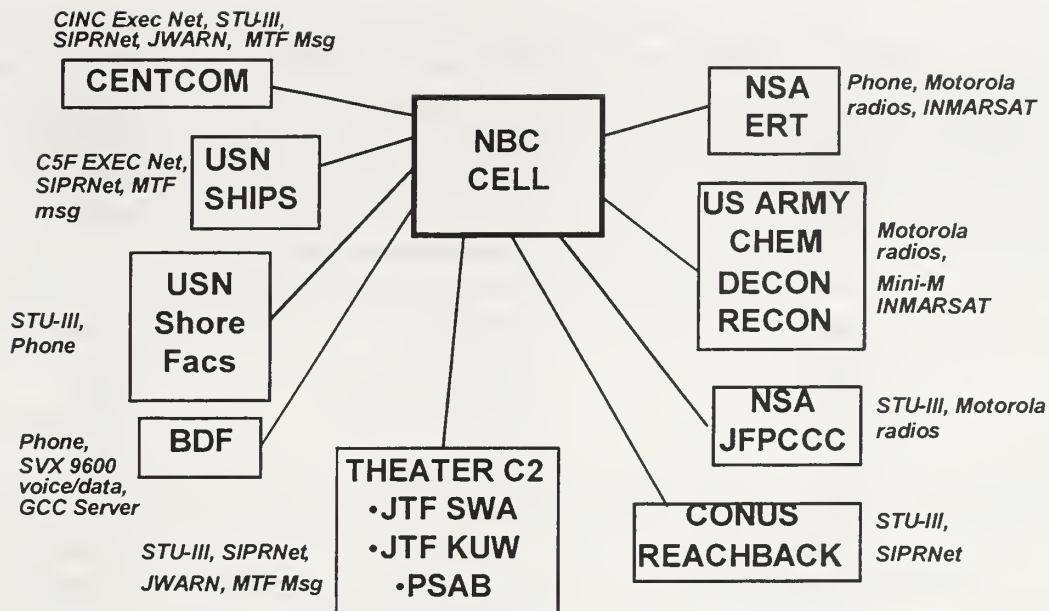 CINC Exec Net, STU-III,
SIPRNet, JWARN, MTF Msg
CENTCOM
C5F EXEC Net,
SIPRNet, MTF
msg
USN
SHIPS
STU-III,
Phone
USN
Shore
Facs
Phone,
SVX 9600
voice/data,
GCC Server
BDF
NBC
CELL
STU-III, SIPRNet,
JWARN, MTF Msg
THEATER C2
•JTF SWA
•JTF KUW
•PSAB
NSA
ERT
Phone, Motorola
radios, INMARSAT
US ARMY
CHEM
DECON
RECON
Motorola
radios,
Mini-M
INMARSAT
NSA
JFPCCC
STU-III, Motorola
radios
CONUS
REACHBACK
STU-III,
SIPRNet